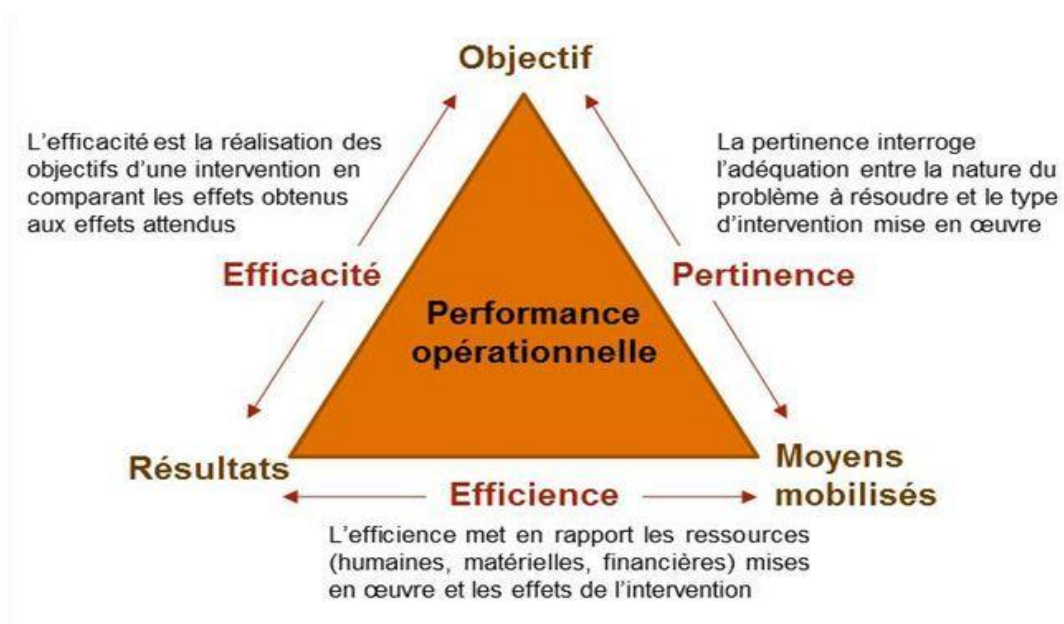 Objectif
L'efficacité est la réalisation des
objectifs d'une intervention en
comparant les effets obtenus
aux effets attendus
La pertinence interroge
l'adéquation entre la nature du
problème à résoudre et le type
d'intervention mise en œuvre
Efficacité
Pertinence
Performance
opérationnelle
Résultats
Moyens
mobilisés
Efficience
L'efficience met en rapport les ressources
(humaines, matérielles, financières) mises
en œuvre et les effets de l'intervention